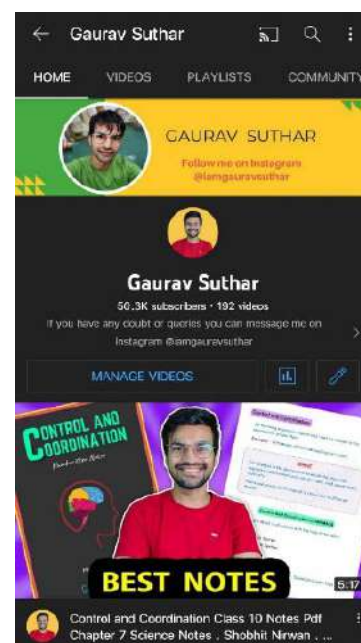 Gaurav Suthar
HOME VIDEOS PLAYLISTS COMMUNITY
GAURAV SUTHAR
Follow me on Instagram
@iamgauravsuthar
Gaurav Suthar
50.3K subscribers • 192 videos
If you have any doubt or queries you can message me on
Instagram @iamgauravsuthar
MANAGE VIDEOS
CONTROL AND
COORDINATION
BEST NOTES
5:17
Control and Coordination Class 10 Notes Pdf
Chapter 7 Science Notes . Shobhit Nirwan . ...